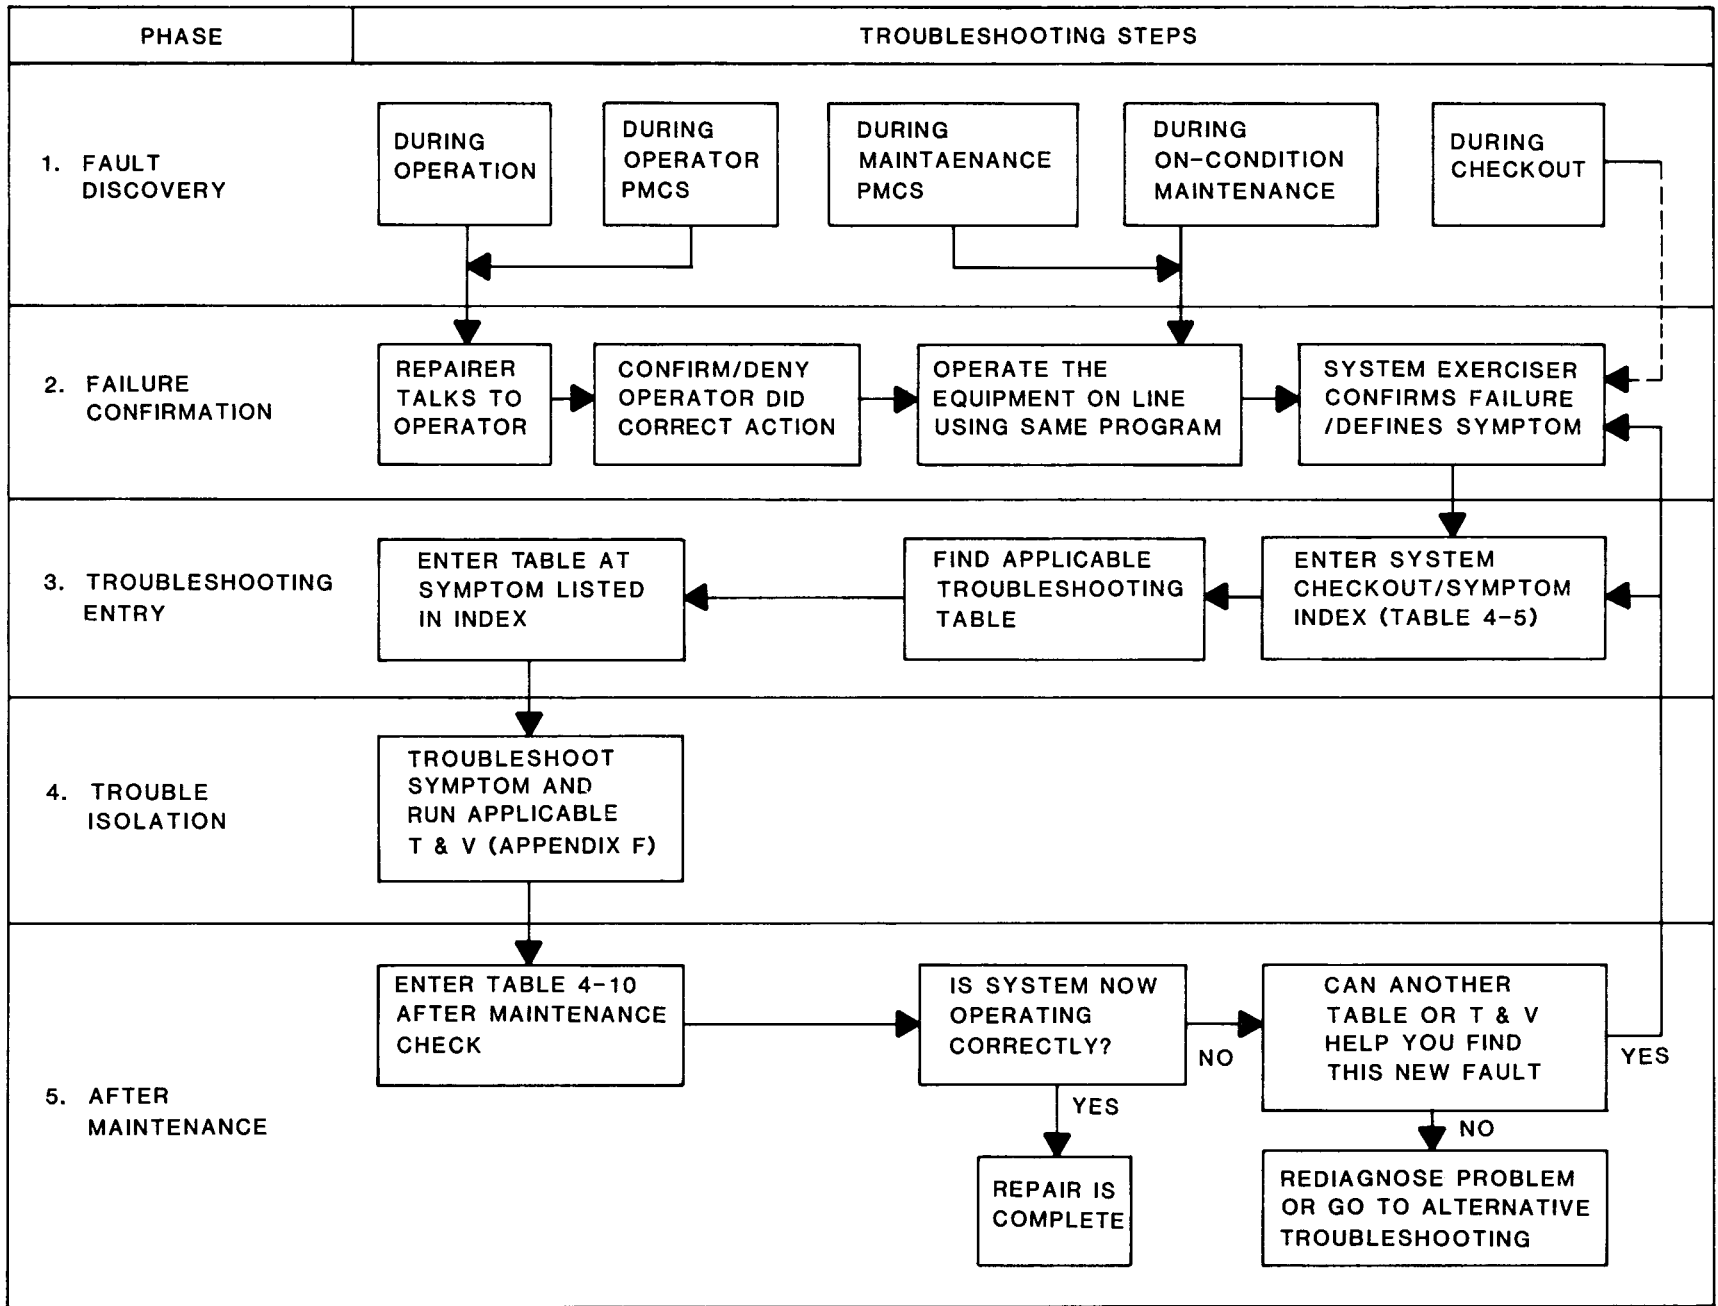 PHASE
TROUBLESHOOTING STEPS
1. FAULT
DISCOVERY
DURING
OPERATION
DURING
OPERATOR
PMCS
DURING
MAINTAENANCE
PMCS
DURING
ON-CONDITION
MAINTENANCE
DURING
CHECKOUT
2. FAILURE
CONFIRMATION
REPAIRER
TALKS TO
OPERATOR
CONFIRM/DENY
OPERATOR DID
CORRECT ACTION
OPERATE THE
EQUIPMENT ON LINE
USING SAME PROGRAM
SYSTEM EXERCISER
CONFIRMS FAILURE
/DEFINES SYMPTOM
3. TROUBLESHOOTING
ENTRY
ENTER TABLE AT
SYMPTOM LISTED
IN INDEX
FIND APPLICABLE
TROUBLESHOOTING
TABLE
ENTER SYSTEM
CHECKOUT/SYMPTOM
INDEX (TABLE 4-5)
4. TROUBLE
ISOLATION
TROUBLESHOOT
SYMPTOM AND
RUN APPLICABLE
T & V (APPENDIX F)
5. AFTER
MAINTENANCE
ENTER TABLE 4-10
AFTER MAINTENANCE
CHECK
IS SYSTEM NOW
OPERATING
CORRECTLY?
NO
YES
REPAIR IS
COMPLETE
CAN ANOTHER
TABLE OR T & V
HELP YOU FIND
THIS NEW FAULT
YES
NO
REDIAGNOSE PROBLEM
OR GO TO ALTERNATIVE
TROUBLESHOOTING